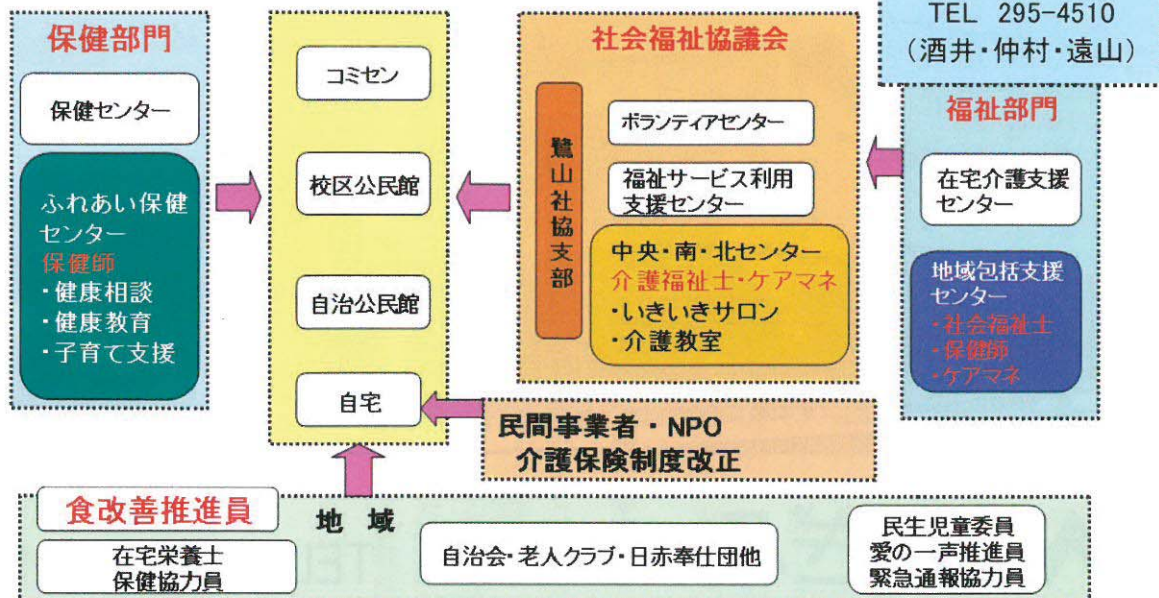 TEL 295-4510
(酒井・仲村・遠山)
保健部門
保健センター
ふれあい保健
センター
保健師
・健康相談
・健康教育
・子育て支援
コミセン
校区公民館
自治公民館
自宅
社会福祉協議会
鷺山社協支部
ボランティアセンター
福祉サービス利用
支援センター
中央・南・北センター
介護福祉士・ケアマネ
・いきいきサロン
・介護教室
福祉部門
在宅介護支援
センター
地域包括支援
センター
・社会福祉士
・保健師
・ケアマネ
民間事業者・NPO
介護保険制度改正
食改善推進員
地 域
在宅栄養士
保健協力員
自治会・老人クラブ・日赤奉仕団他
民生児童委員
愛の一声推進員
緊急通報協力員